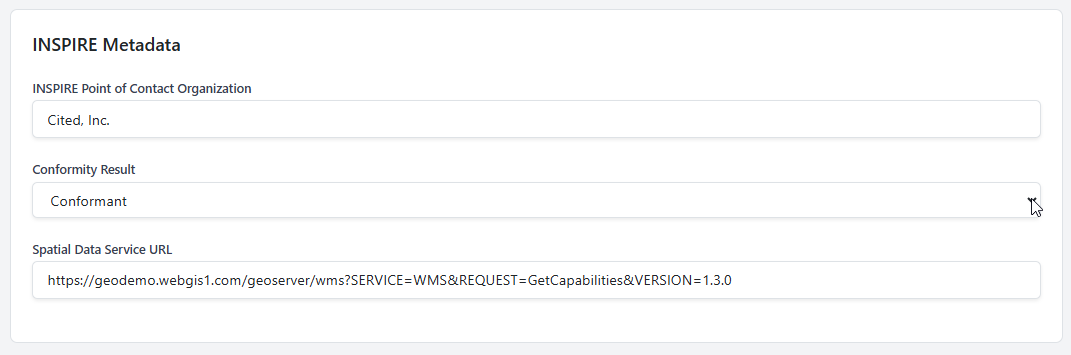 INSPIRE Metadata
INSPIRE Point of Contact Organization
Cited, Inc.
Conformity Result
Conformant
Spatial Data Service URL
https://geodemo.webgis1.com/geoserver/wms?SERVICE=WMS&REQUEST=GetCapabilities&VERSION=1.3.0